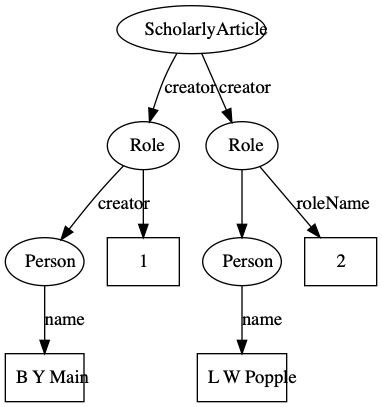 ScholarlyArticle
creator creator
Role Role
creator roleName
Person 1 Person 2
name name
B Y Main L W Popple